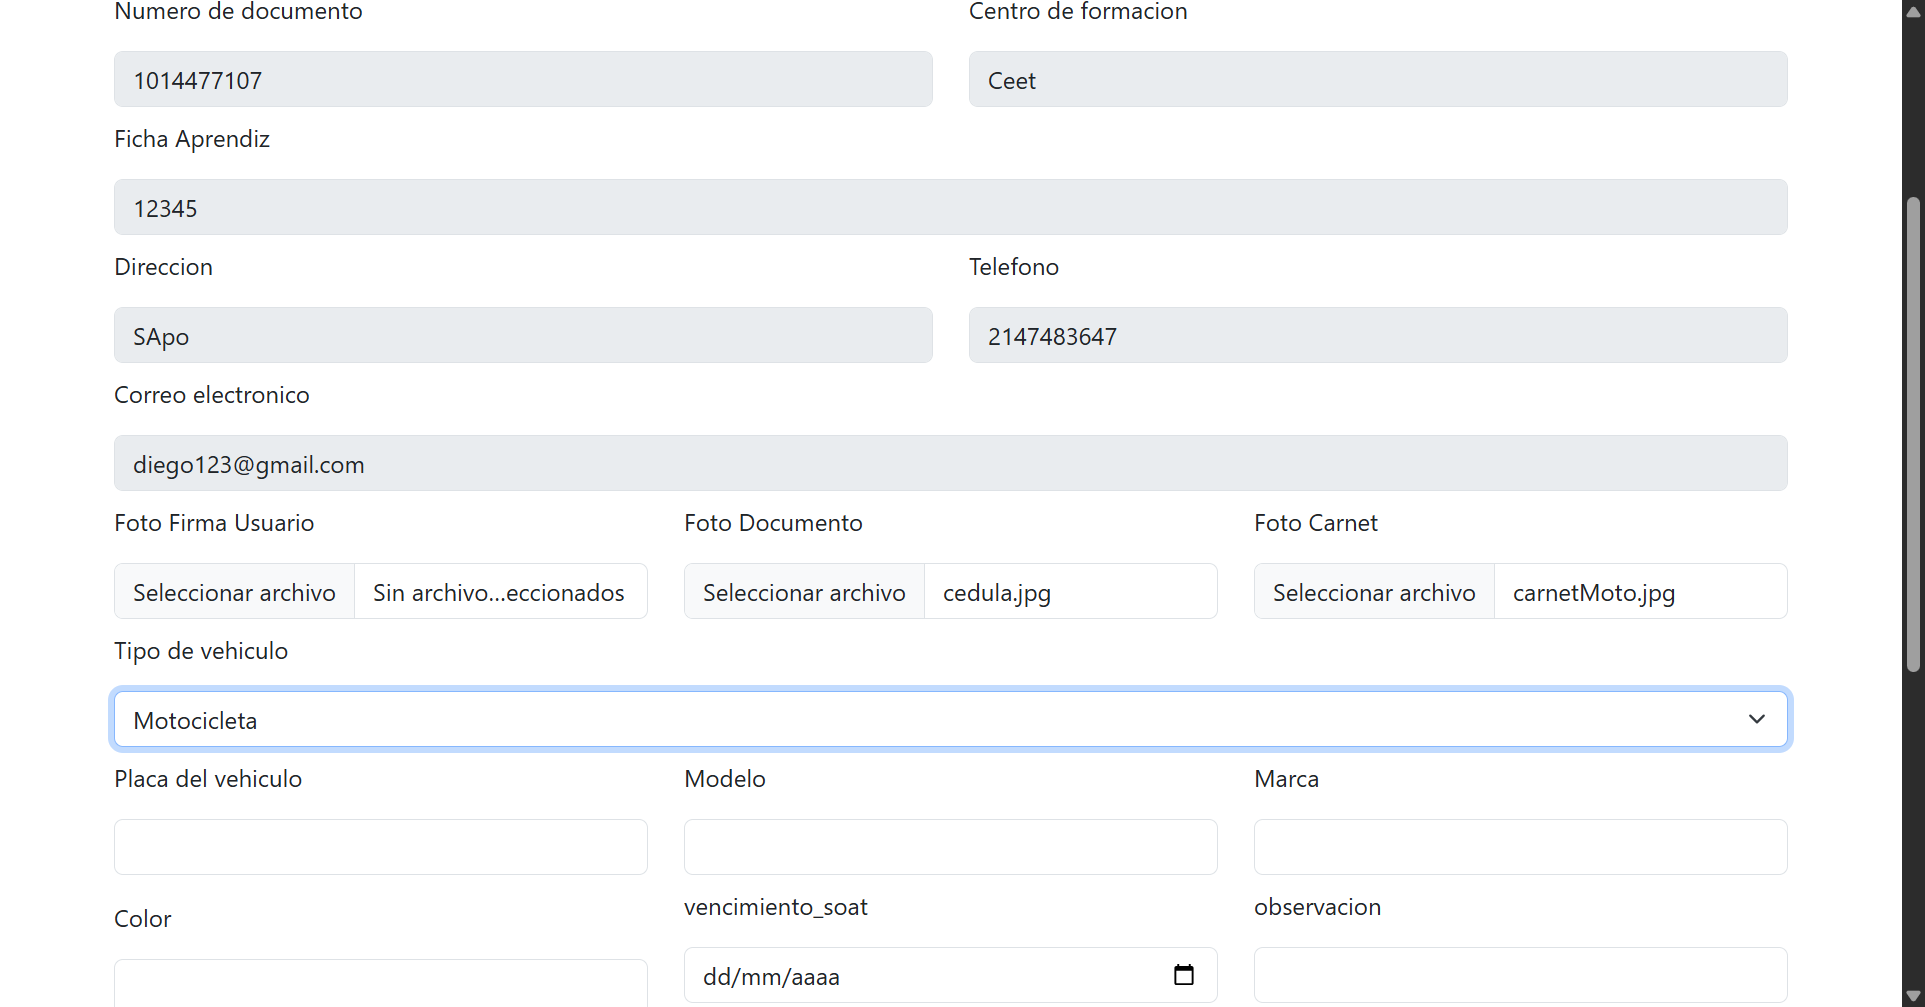 Numero de documento
Centro de formacion
1014477107
Ceet
Ficha Aprendiz
12345
Direccion
Telefono
SApo
2147483647
Correo electronico
diego123@gmail.com
Foto Firma Usuario
Foto Documento
Foto Carnet
Seleccionar archivo
Sin archivo...eccionados
Seleccionar archivo
cedula.jpg
Seleccionar archivo
carnetMoto.jpg
Tipo de vehiculo
Motocicleta
Placa del vehiculo
Modelo
Marca
Color
vencimiento_soat
observacion
dd/mm/aaaa